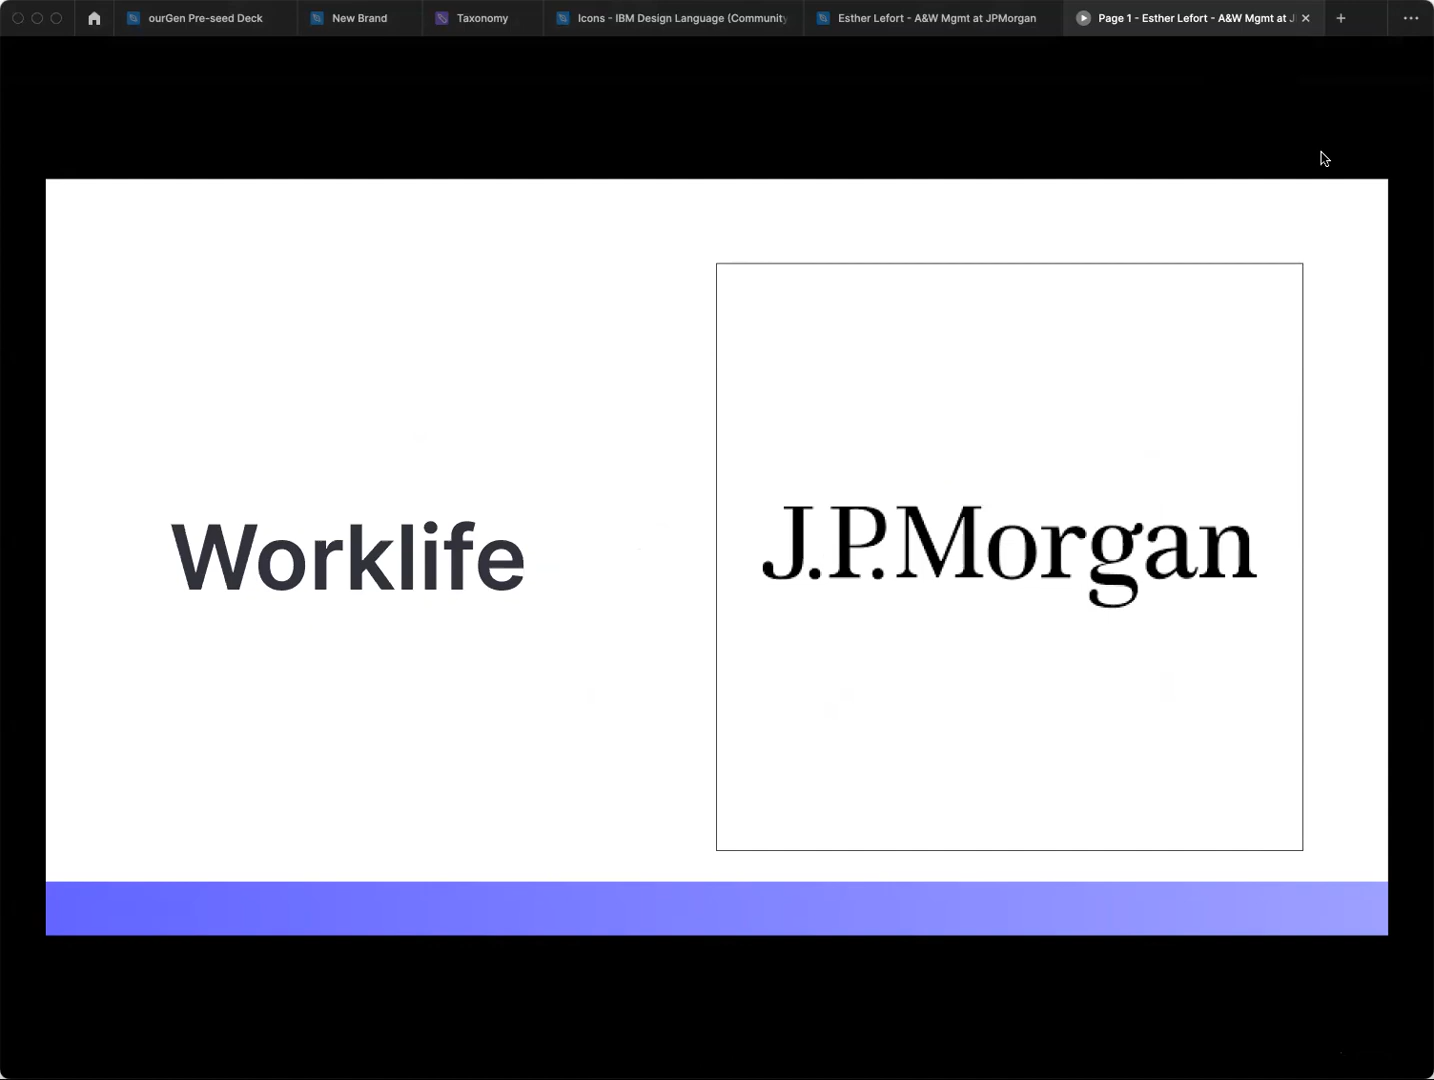 ourGen Pre-seed Deck
New Brand
Taxonomy
Icons - IBM Design Language (Community
Esther Lefort - A&W Mgmt at JPMorgan
Page 1 - Esther Lefort - A&W Mgmt at J
Worklife
J.P.Morgan